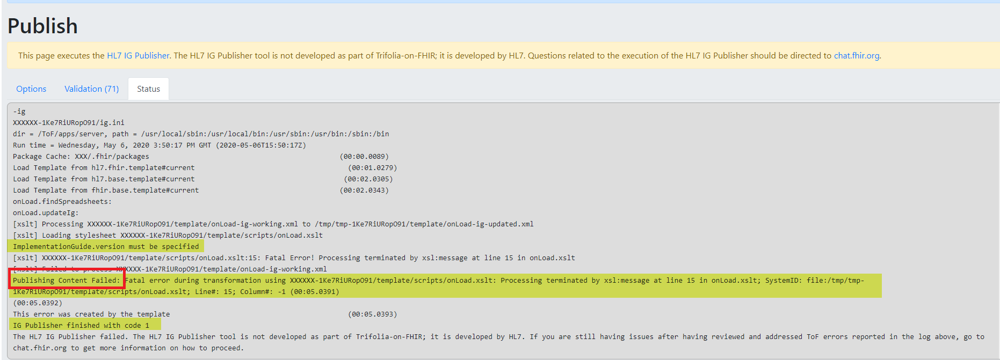 Publish
This page executes the HL7 IG Publisher. The HL7 IG Publisher tool is not developed as part of Trifolia-on-FHIR; it is developed by HL7. Questions related to the execution of the HL7 IG Publisher should be directed to chat.fhir.org.
Options Validation (71) Status
-ig
XXXXXX-1Ke7RiURopO91/ig.ini
dir = /ToF/apps/server, path = /usr/local/sbin:/usr/local/bin:/usr/sbin:/usr/bin:/sbin:/bin
Run time = Wednesday, May 6, 2020 3:50:17 PM GMT (2020-05-06T15:50:17Z)
Package Cache: XXX/.fhir/packages (00:00.0089)
Load Template from hl7.fhir.template#current (00:01.0279)
Load Template from hl7.base.template#current (00:02.0305)
Load Template from fhir.base.template#current (00:02.0343)
onLoad.findSpreadsheets:
onLoad.updateIg:
[xslt] Processing XXXXXX-1Ke7RiURopO91/template/onLoad-ig-working.xml to /tmp/tmp-1Ke7RiURopO91/template/onLoad-ig-updated.xml
[xslt] Loading stylesheet XXXXXX-1Ke7RiURopO91/template/scripts/onLoad.xslt
ImplementationGuide.version must be specified
[xslt] XXXXXX-1Ke7RiURopO91/template/scripts/onLoad.xslt:15: Fatal Error! Processing terminated by xsl:message at line 15 in onLoad.xslt
[xslt] Failed to process XXXXXX-1Ke7RiURopO91/template/onLoad-ig-working.xml
Publishing Content Failed: Fatal error during transformation using XXXXXX-1Ke7RiURopO91/template/scripts/onLoad.xslt: Processing terminated by xsl:message at line 15 in onLoad.xslt; SystemID: file:/tmp/tmp-
1Ke7RiURopO91/template/scripts/onLoad.xslt; Line#: 15; Column#: -1 (00:05.0391)
(00:05.0392)
This error was created by the template (00:05.0393)
IG Publisher finished with code 1
The HL7 IG Publisher failed. The HL7 IG Publisher tool is not developed as part of Trifolia-on-FHIR; it is developed by HL7. If you are still having issues after having reviewed and addressed ToF errors reported in the log above, go to
chat.fhir.org to get more information on how to proceed.